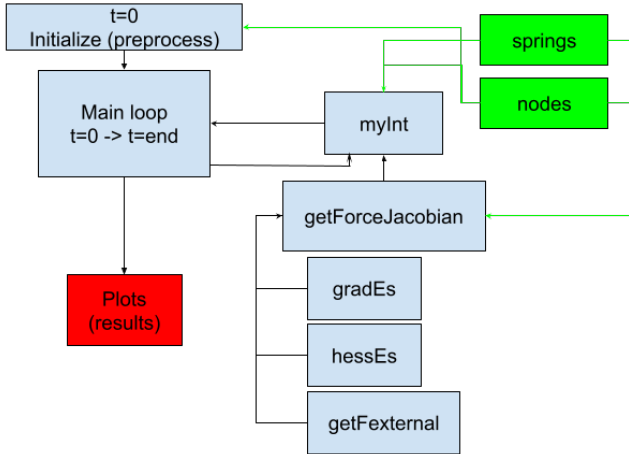 t=0
Initialize (preprocess)
springs
nodes
Main loop
t=0 -> t=end
myInt
getForceJacobian
gradEs
Plots
(results)
hessEs
getFexternal